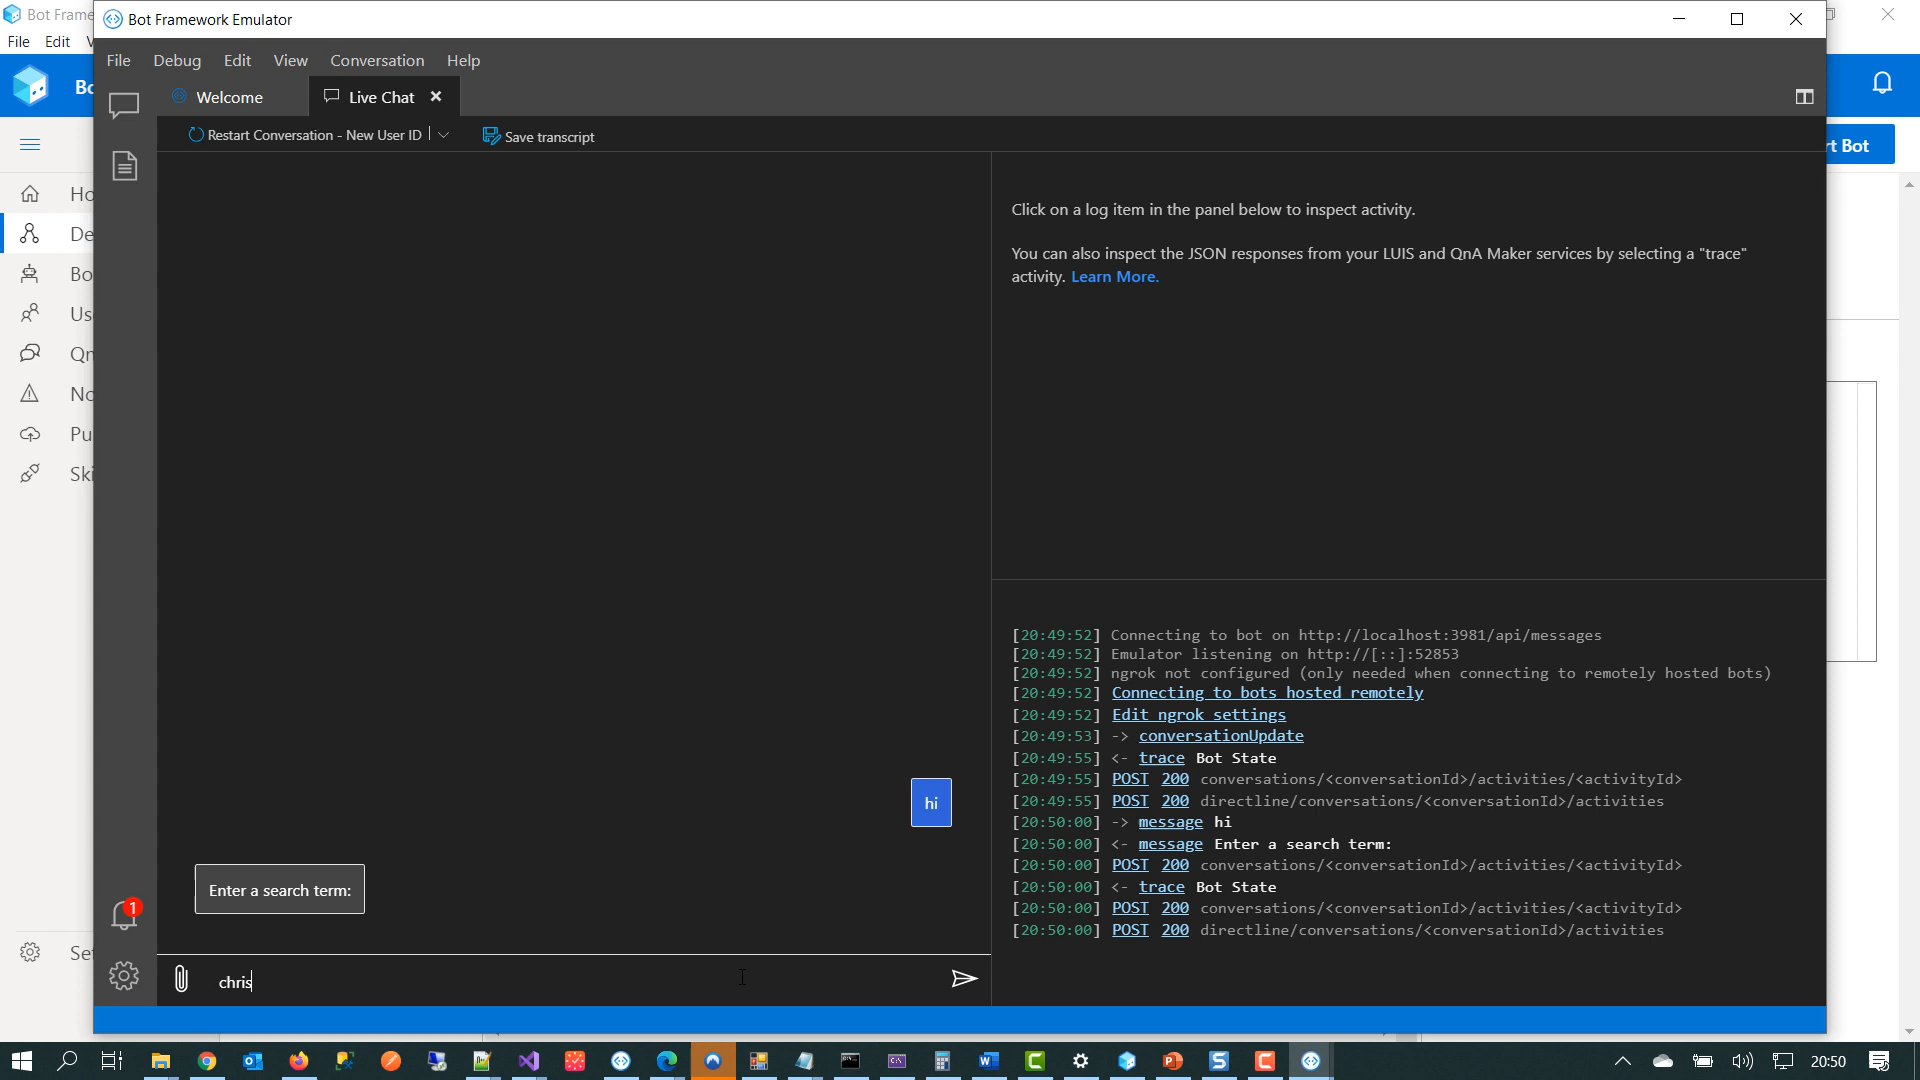 Bot Frame
Bot Framework Emulator
File Edit V
File Debug Edit View Conversation Help
Bo
Welcome
Live Chat
Restart Conversation - New User ID
Save transcript
rt Bot
Ho
De
Bo
Us
Qn
No
Pu
Ski
Set
Click on a log item in the panel below to inspect activity.
You can also inspect the JSON responses from your LUIS and QnA Maker services by selecting a "trace"
activity. Learn More.
hi
Enter a search term:
chris
1
[20:49:52] Connecting to bot on http://localhost:3981/api/messages
[20:49:52] Emulator listening on http://[::]:52853
[20:49:52] ngrok not configured (only needed when connecting to remotely hosted bots)
[20:49:52] Connecting to bots hosted remotely
[20:49:52] Edit ngrok settings
[20:49:53] -> conversationUpdate
[20:49:55] <- trace Bot State
[20:49:55] POST 200 conversations/<conversationId>/activities/<activityId>
[20:49:55] POST 200 directline/conversations/<conversationId>/activities
[20:50:00] -> message hi
[20:50:00] <- message Enter a search term:
[20:50:00] POST 200 conversations/<conversationId>/activities/<activityId>
[20:50:00] <- trace Bot State
[20:50:00] POST 200 conversations/<conversationId>/activities/<activityId>
[20:50:00] POST 200 directline/conversations/<conversationId>/activities
20:50